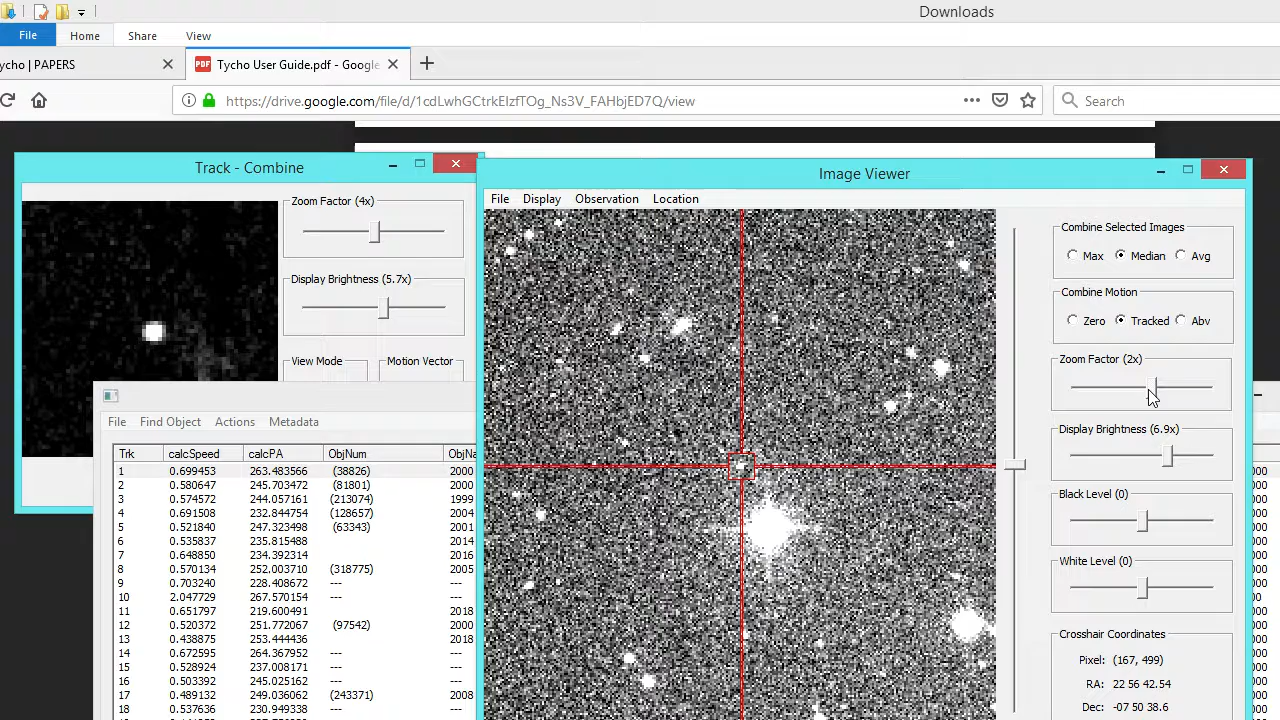 Downloads
File
Home
Share
View
ycho | PAPERS
Tycho User Guide.pdf - Google
https://drive.google.com/file/d/1cdLwhGCtrkEIzfTOg_Ns3V_FAHbjED7Q/view
Search
Track - Combine
Zoom Factor (4x)
Display Brightness (5.7x)
View Mode
Motion Vector
File
Find Object
Actions
Metadata
Trk calcSpeed calcPA ObjNum ObjNa
1 0.699453 263.483566 (38826) 2000
2 0.580647 245.703472 (81801) 2000
3 0.574572 244.057161 (213074) 1999
4 0.691508 232.844754 (128657) 2004
5 0.521840 247.323498 (63343) 2001
6 0.535837 235.815488 2014
7 0.648850 234.392314 2016
8 0.570134 252.003710 (318775) 2005
9 0.703240 228.408672 ---
10 2.047729 267.570154 ---
11 0.651797 219.600491 2018
12 0.520372 251.772067 (97542) 2000
13 0.438875 253.444436 2018
14 0.672595 264.367952 ---
15 0.528924 237.008171 ---
16 0.503392 245.025162 ---
17 0.489132 249.036062 (243371) 2008
18 0.537636 230.949338 ---
Image Viewer
File
Display
Observation
Location
Combine Selected Images
Max
Median
Avg
Combine Motion
Zero
Tracked
Abv
Zoom Factor (2x)
Display Brightness (6.9x)
Black Level (0)
White Level (0)
Crosshair Coordinates
Pixel: (167, 499)
RA: 22 56 42.54
Dec: -07 50 38.6